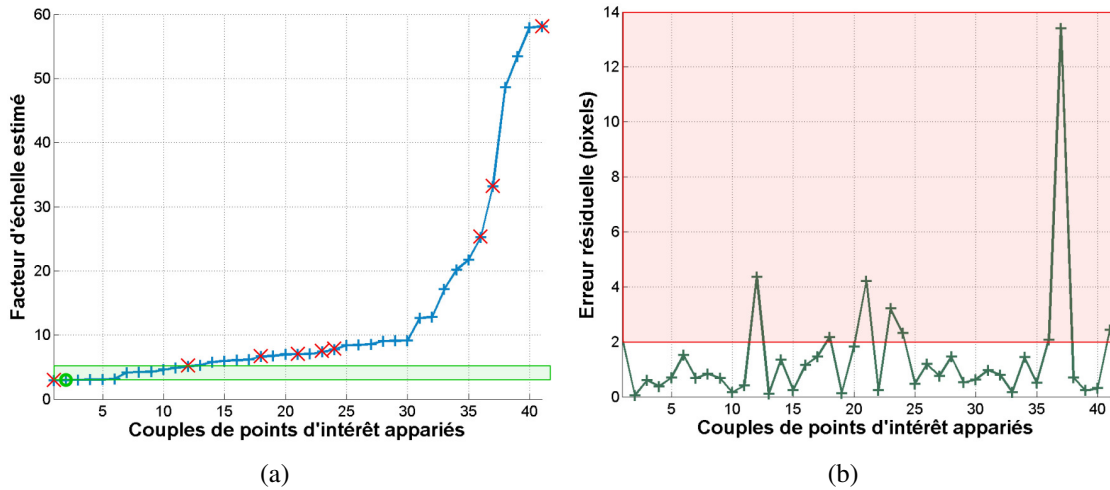 60
50
40
30
20
10
0
Facteur d'échelle estimé
0 5 10 15 20 25 30 35 40
Couples de points d'intérêt appariés
(a)
14
12
10
8
6
4
2
0
Erreur résiduelle (pixels)
5 10 15 20 25 30 35 40
Couples de points d'intérêt appariés
(b)